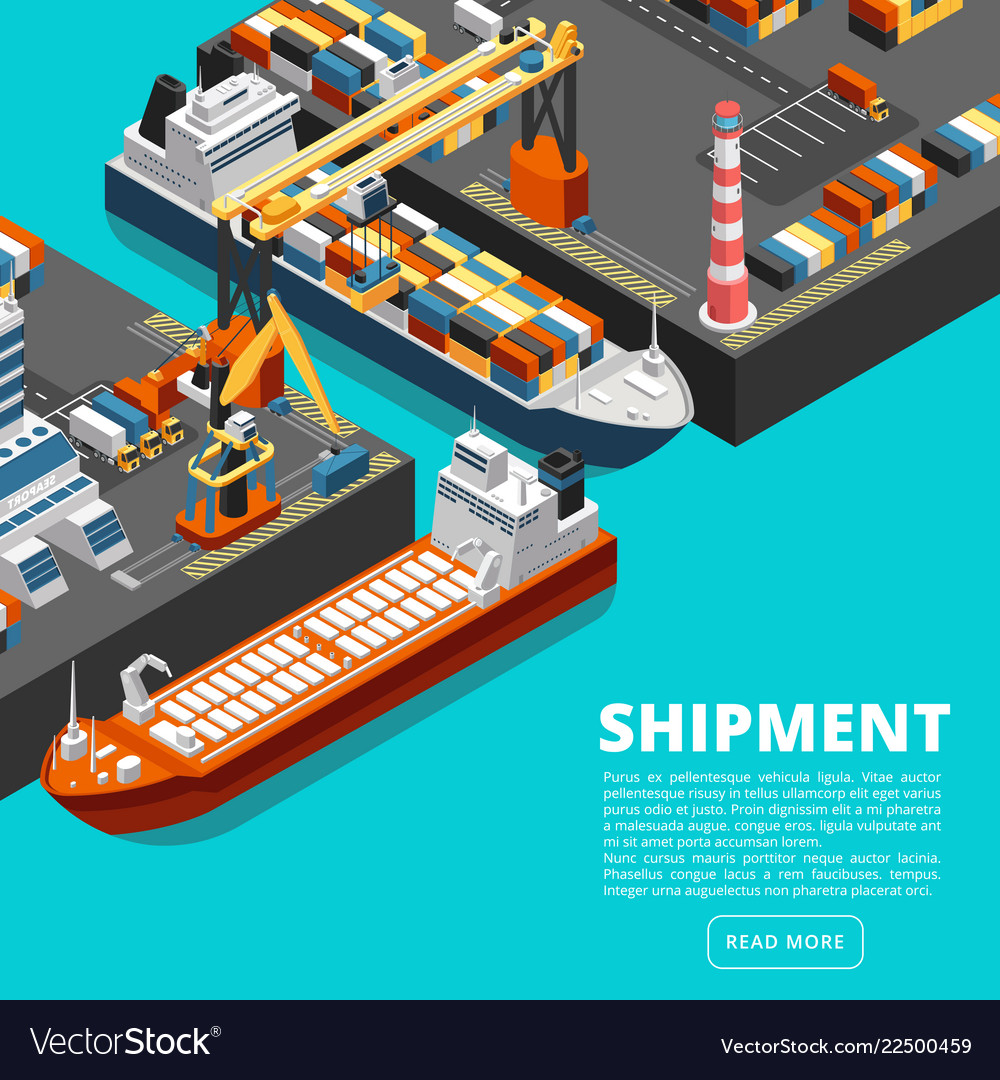 SEAPORT
SHIPMENT
Purus ex pellentesque vehicula ligula. Vitae auctor
pellentesque risusy in tellus ullamcorp elit eget varius
purus odio et justo. Proin dignissim elit a mi pharetra
a malesuada augue. congue eros. ligula vulputate ant
mi sit amet porta accumsan lorem.
Nunc cursus mauris porttitor neque auctor lacinia.
Phasellus congue lacus a rem faucibuses. tempus.
Integer urna auguelectus non pharetra placerat orci.
READ MORE
VectorStock®
VectorStock.com/22500459